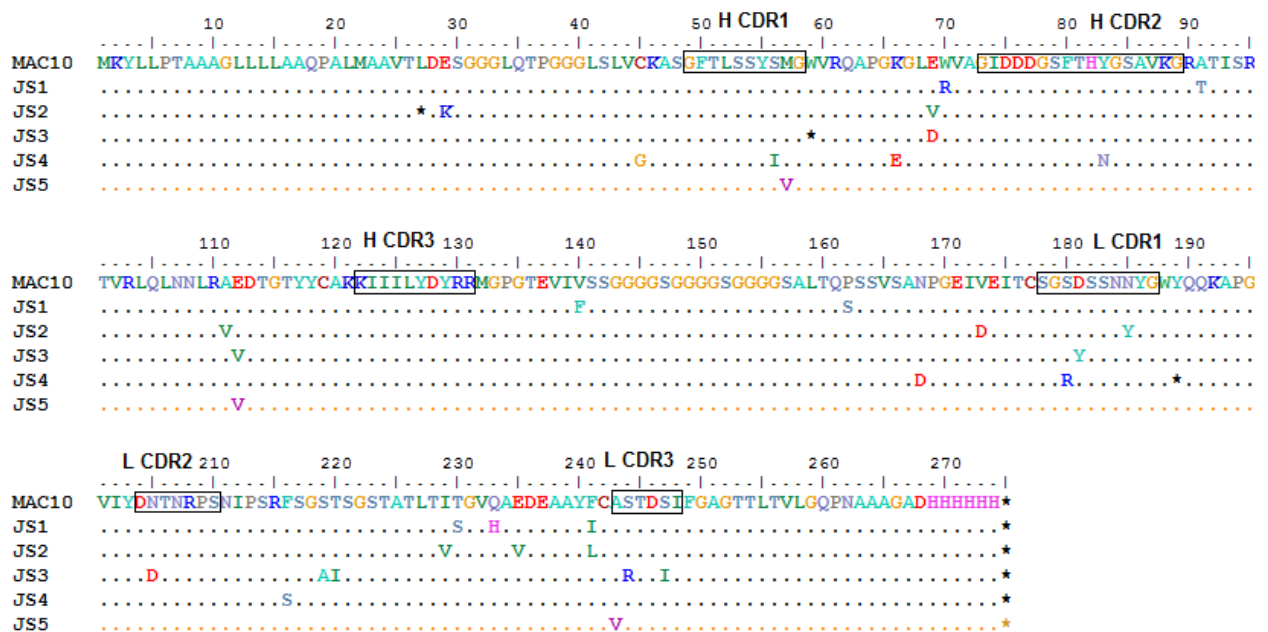 10 20 30 40 50 H CDR1 60 70 80 H CDR2 90
MAC10 MKYLLPTAAAGLLLLAAQPALMAAVTLDESGGGLQTPGGGLSLVCKASGFTLSSYSMGWVRQAPGKGLEWVAGIDDDGSFTHYGSAVKGRATISR
JS1 .....................................................................R....................T....
JS2 ..........................*.K.......................................V..........................
JS3 ..........................................................*.........D..........................
JS4 ............................................G..........I.........E................N............
JS5 ........................................................V......................................
110 120 H CDR3 130 140 150 160 170 180 L CDR1 190
MAC10 TVRLQLNNLRAEDTGTYYCAKKIIILYDYRRMGPGTEVIVSSGGGGSGGGGSGGGGSALTQPSSVSANPGEIVEITCSGSDSSNNYGWYQQKAPG
JS1 .......................................F.....................S.................................
JS2 ..........V.............................................................D...........Y..........
JS3 ...........V....................................................................Y..............
JS4 ...................................................................D...........R........*......
JS5 ...........V...................................................................................
L CDR2 210 220 230 240 L CDR3 250 260 270
MAC10 VIYDNTNRPSNIPSRFSGSTSGSTATLTITGVQAEDEAAYFCASTDSIFGAGTTLTVLGQPNAAAGADHHHHHH*
JS1 .............................S..H.......I.................................*
JS2 ............................V.....V.....L.................................*
JS3 ....D.............AI.......................R..I...........................*
JS4 ...............S..........................................................*
JS5 ..........................................V...............................*